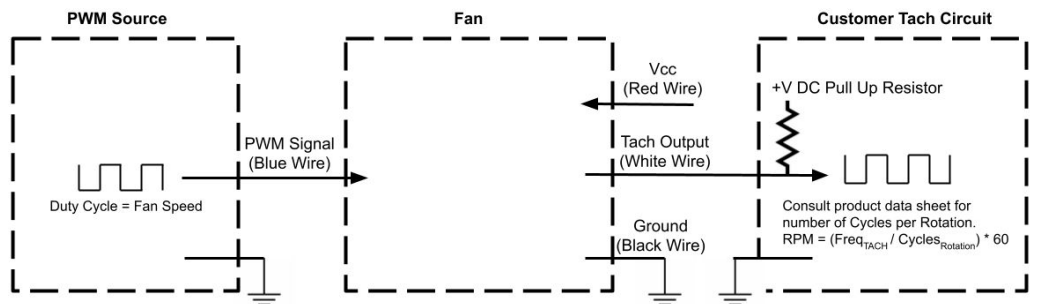 PWM Source
Fan
Customer Tach Circuit
Vcc
(Red Wire)
+V DC Pull Up Resistor
PWM Signal
(Blue Wire)
Tach Output
(White Wire)
Duty Cycle = Fan Speed
Consult product data sheet for
number of Cycles per Rotation.
RPM = (FreqTACH / CyclesRotation) * 60
Ground
(Black Wire)